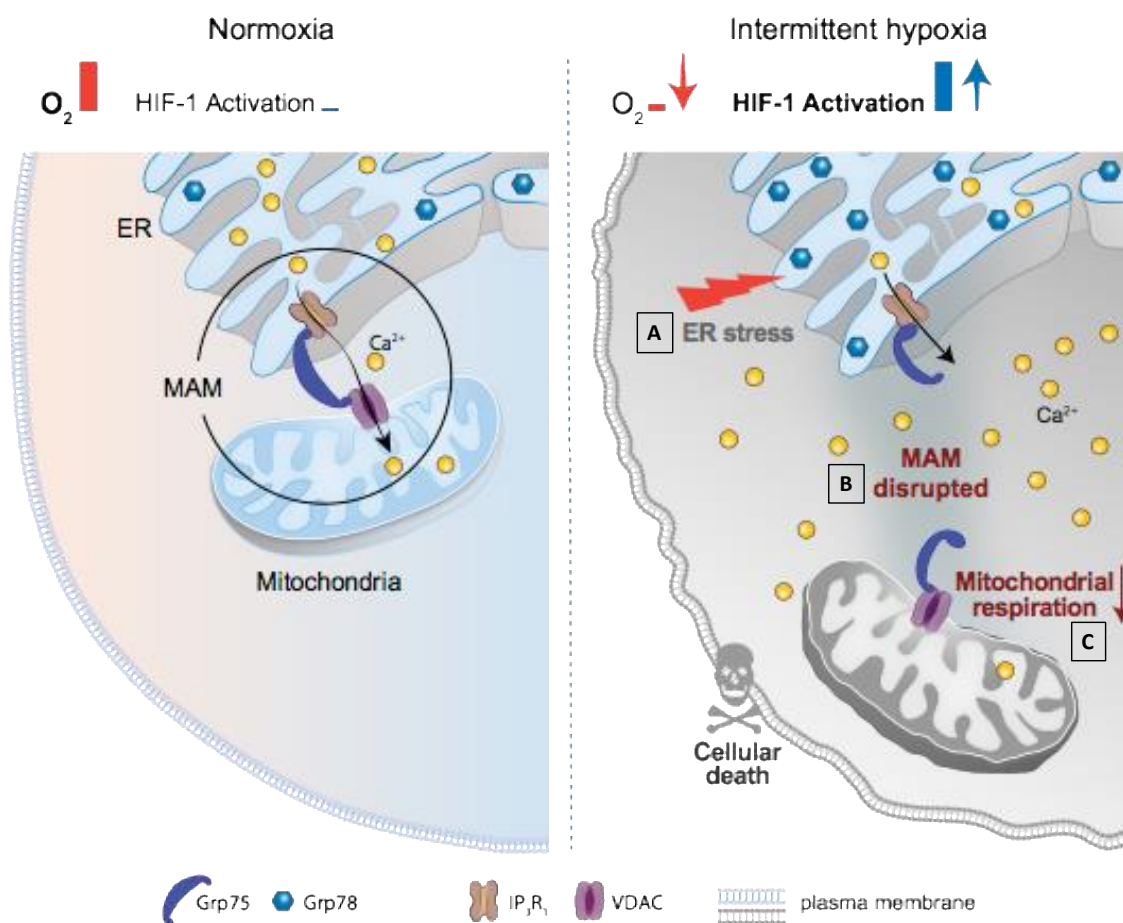 Normoxia
Intermittent hypoxia
O₂
HIF-1 Activation
O₂
HIF-1 Activation
ER
Ca²⁺
MAM
Mitochondria
A
ER stress
Ca²⁺
B
MAM
disrupted
Mitochondrial
respiration
C
Cellular
death
Grp75
Grp78
IP₃R₁
VDAC
plasma membrane